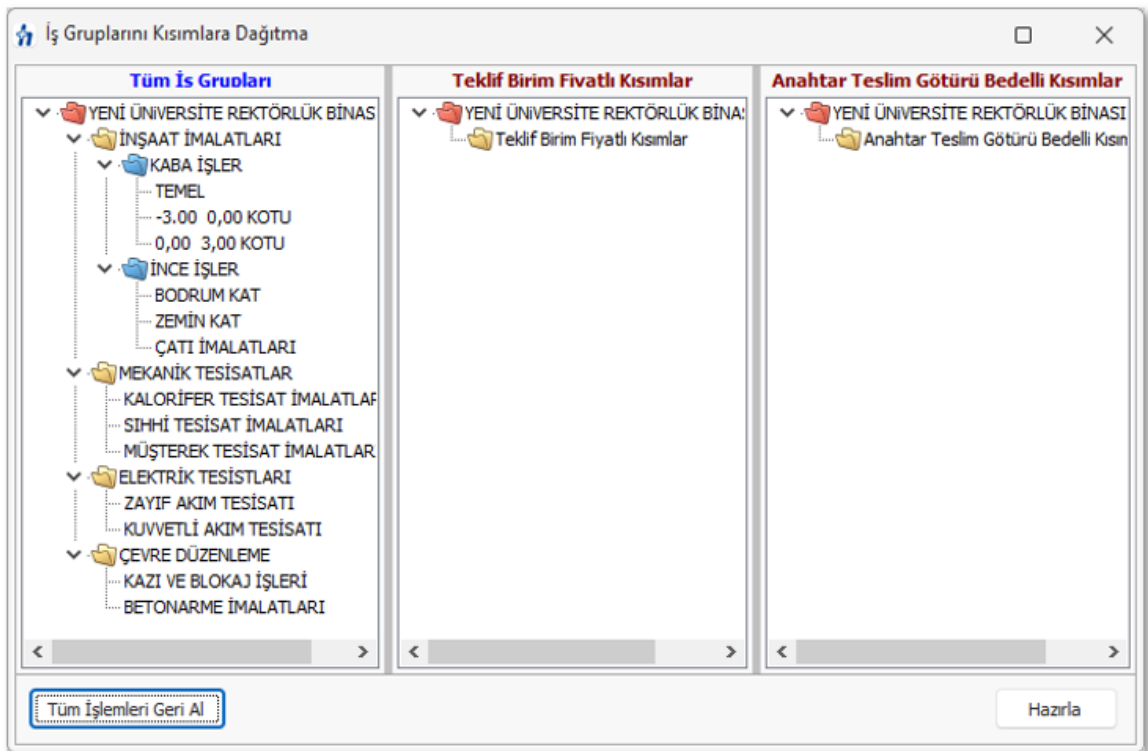 İş Gruplarını Kısımlara Dağıtma
Tüm İş Grupları
YENİ ÜNİVERSİTE REKTÖRLÜK BİNAS
İNŞAAT İMALATLARI
KABA İŞLER
TEMEL
-3.00 0,00 KOTU
0,00 3,00 KOTU
İNCE İŞLER
BODRUM KAT
ZEMİN KAT
ÇATI İMALATLARI
MEKANİK TESİSATLAR
KALORİFER TESİSAT İMALATLAR
SIHHİ TESİSAT İMALATLARI
MÜŞTEREK TESİSAT İMALATLAR
ELEKTRİK TESİSTLARI
ZAYIF AKIM TESİSATI
KUVVETLİ AKIM TESİSATI
ÇEVRE DÜZENLEME
KAZI VE BLOKAJ İŞLERİ
BETONARME İMALATLARI
Teklif Birim Fiyatlı Kısımlar
YENİ ÜNİVERSİTE REKTÖRLÜK BİNA
Teklif Birim Fiyatlı Kısımlar
Anahtar Teslim Götürü Bedelli Kısımlar
YENİ ÜNİVERSİTE REKTÖRLÜK BİNASI
Anahtar Teslim Götürü Bedelli Kısın
Tüm İşlemleri Geri Al
Hazırla